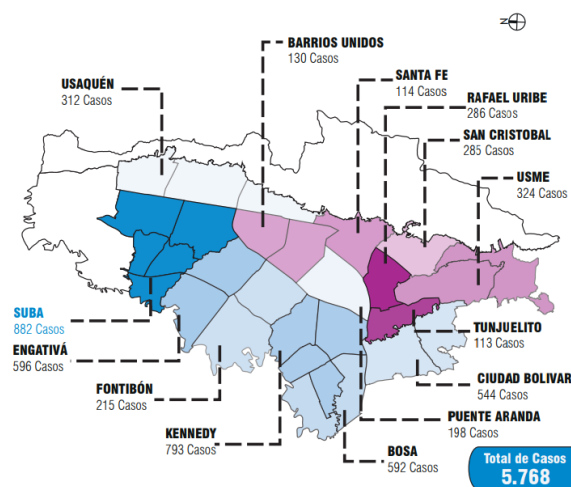 N
BARRIOS UNIDOS
130 Casos
USAQUÉN
312 Casos
SANTA FE
114 Casos
RAFAEL URIBE
286 Casos
SAN CRISTOBAL
285 Casos
USME
324 Casos
SUBA
882 Casos
ENGATIVÁ
596 Casos
FONTIBÓN
215 Casos
KENNEDY
793 Casos
BOSA
592 Casos
PUENTE ARANDA
198 Casos
CIUDAD BOLIVAR
544 Casos
TUNJUELITO
113 Casos
Total de Casos
5.768